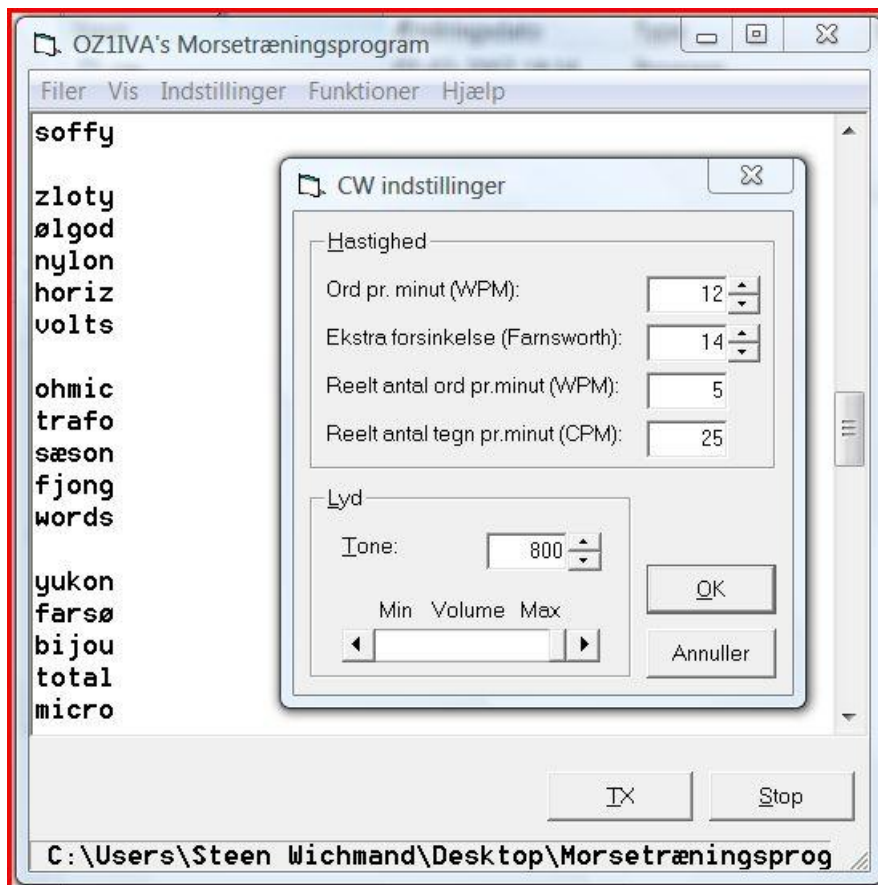 OZ1IVA's Morsetræningsprogram
Filer Vis Indstillinger Funktioner Hjælp
soffy
zloty
ølgod
nylon
horiz
volts
ohmic
trafo
sæson
fjong
words
yukon
farsø
bijou
total
micro
CW indstillinger
Hastighed
Ord pr. minut (WPM): 12
Ekstra forsinkelse (Farnsworth): 14
Reelt antal ord pr.minut (WPM): 5
Reelt antal tegn pr.minut (CPM): 25
Lyd
Tone: 800
Min Volume Max
OK
Annuller
TX Stop
C:\Users\Steen Wichmand\Desktop\Morsetræningsprog